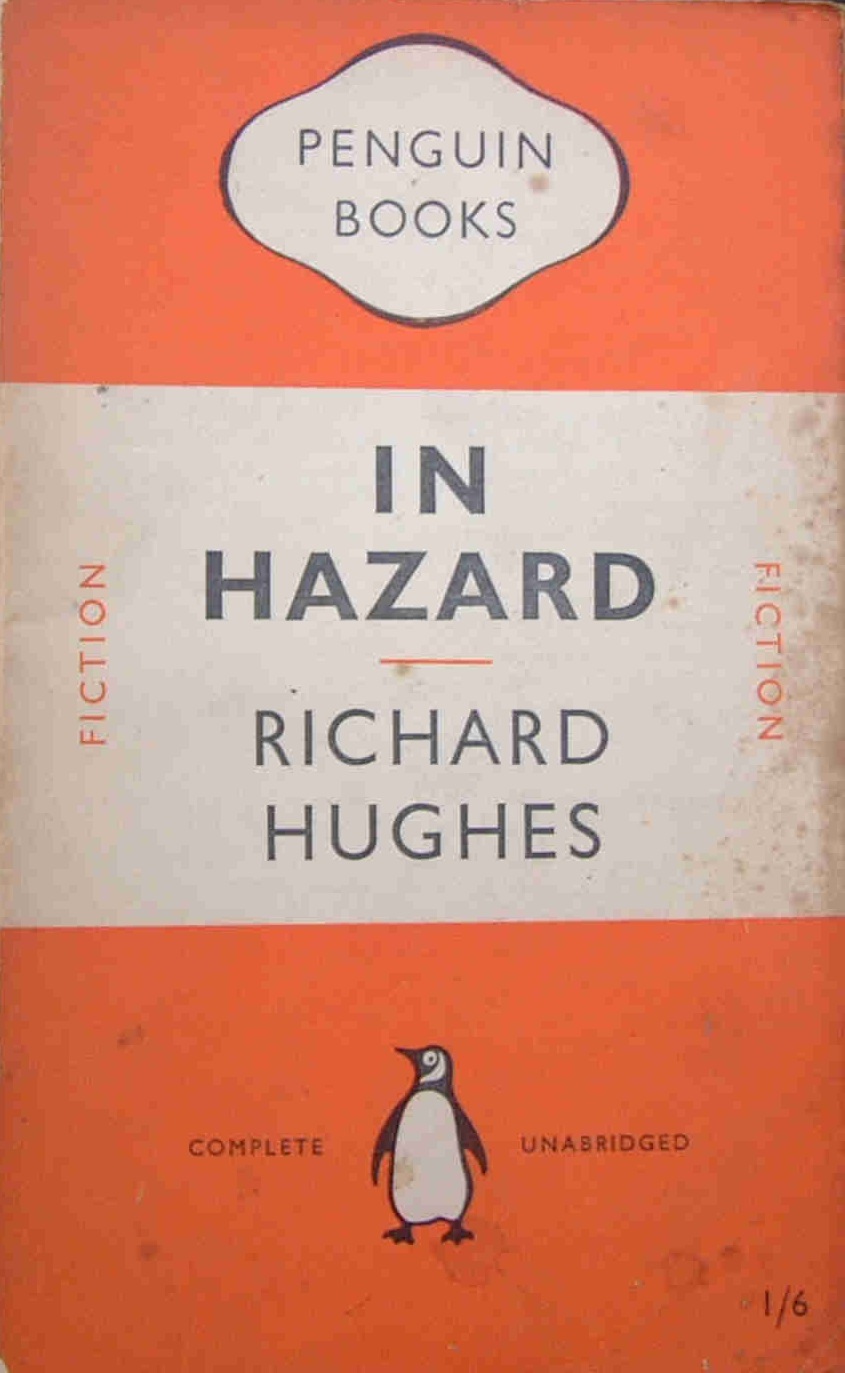 PENGUIN
BOOKS
IN
HAZARD
FICTION
FICTION
RICHARD
HUGHES
COMPLETE
UNABRIDGED
1/6